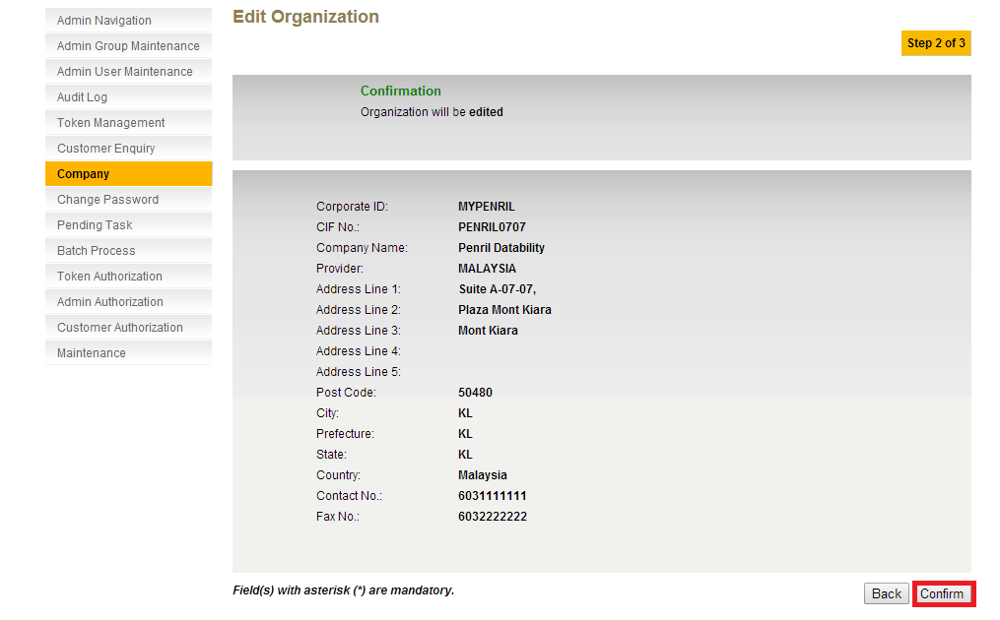 Admin Navigation
Admin Group Maintenance
Admin User Maintenance
Audit Log
Token Management
Customer Enquiry
Company
Change Password
Pending Task
Batch Process
Token Authorization
Admin Authorization
Customer Authorization
Maintenance
Edit Organization
Step 2 of 3
Confirmation
Organization will be edited
Corporate ID: MYPENRIL
CIF No.: PENRIL0707
Company Name: Penril Datability
Provider: MALAYSIA
Address Line 1: Suite A-07-07,
Address Line 2: Plaza Mont Kiara
Address Line 3: Mont Kiara
Address Line 4:
Address Line 5:
Post Code: 50480
City: KL
Prefecture: KL
State: KL
Country: Malaysia
Contact No.: 6031111111
Fax No.: 6032222222
Field(s) with asterisk (*) are mandatory.
Back Confirm